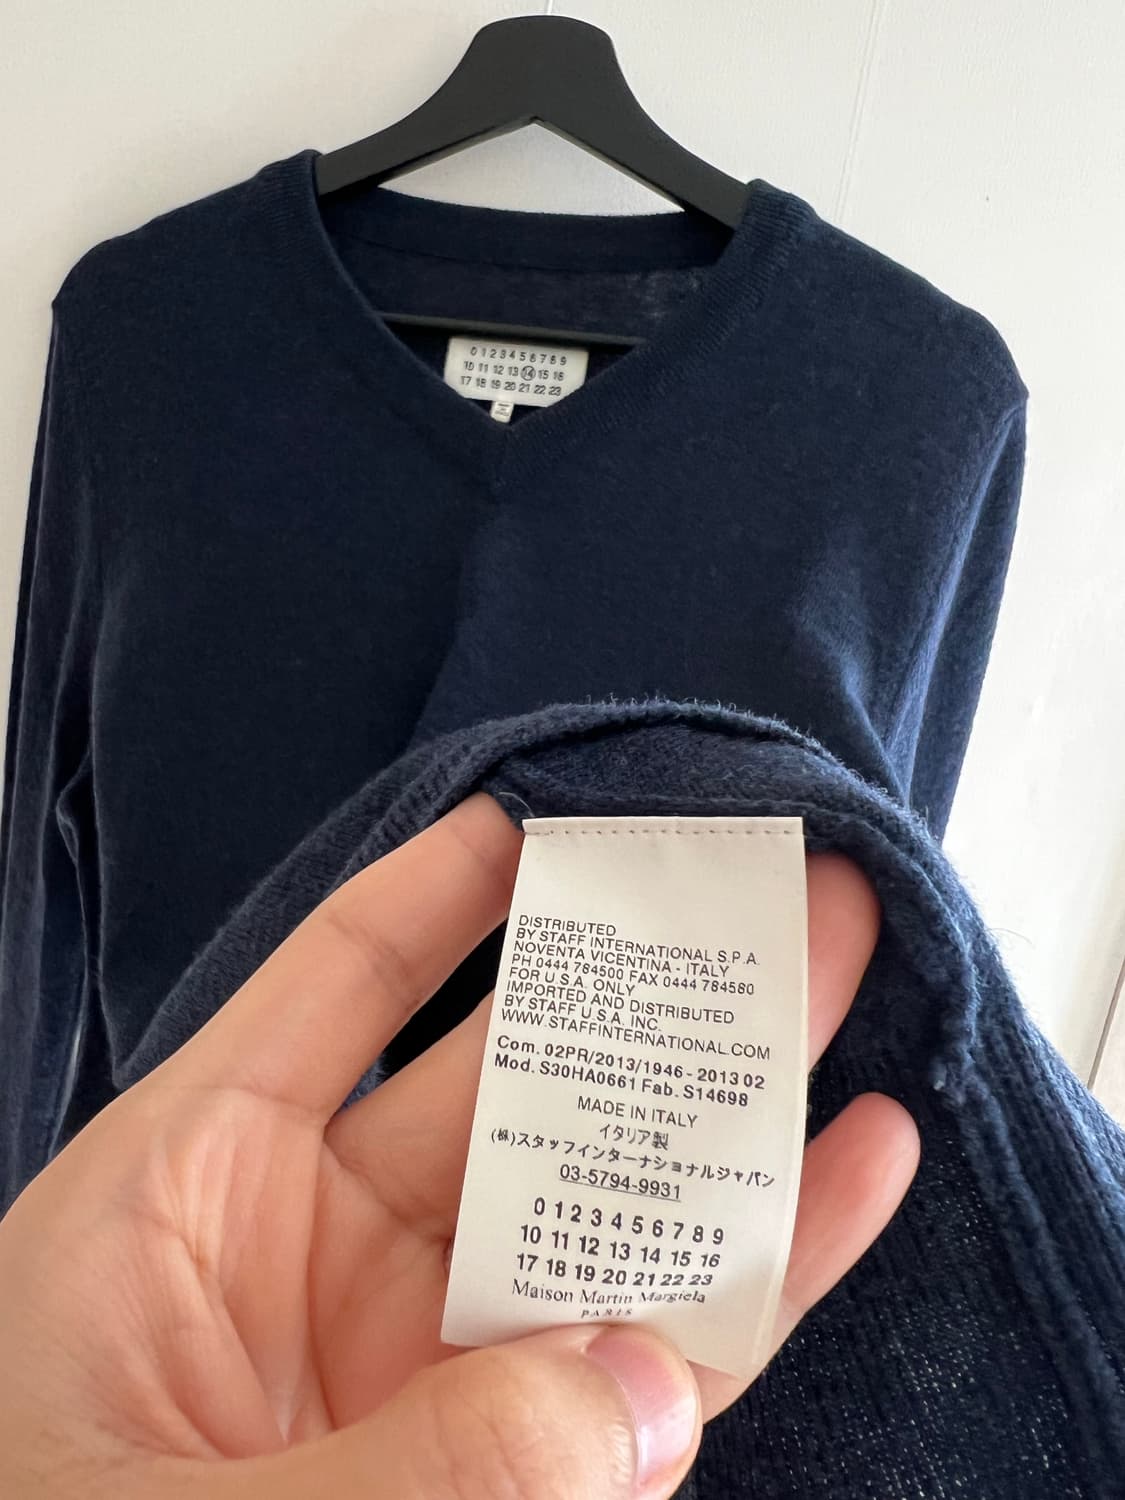 0 1 2 3 4 5 6 7 8 9
10 11 12 13 14 15 16
17 18 19 20 21 22 23
DISTRIBUTED
BY STAFF INTERNATIONAL S.P.A.
NOVENTA VICENTINA - ITALY
PH 0444 784500 FAX 0444 784560
FOR U.S.A. ONLY
IMPORTED AND DISTRIBUTED
BY STAFF U.S.A. INC.
WWW.STAFFINTERNATIONAL.COM
Com. 02PR/2013/1946 - 2013 02
Mod. S30HA0661 Fab. S14698
MADE IN ITALY
イタリア製
(株)スタッフインターナショナルジャパン
03-5794-9931
0 1 2 3 4 5 6 7 8 9
10 11 12 13 14 15 16
17 18 19 20 21 22 23
Maison Martin Margiela
PARIS